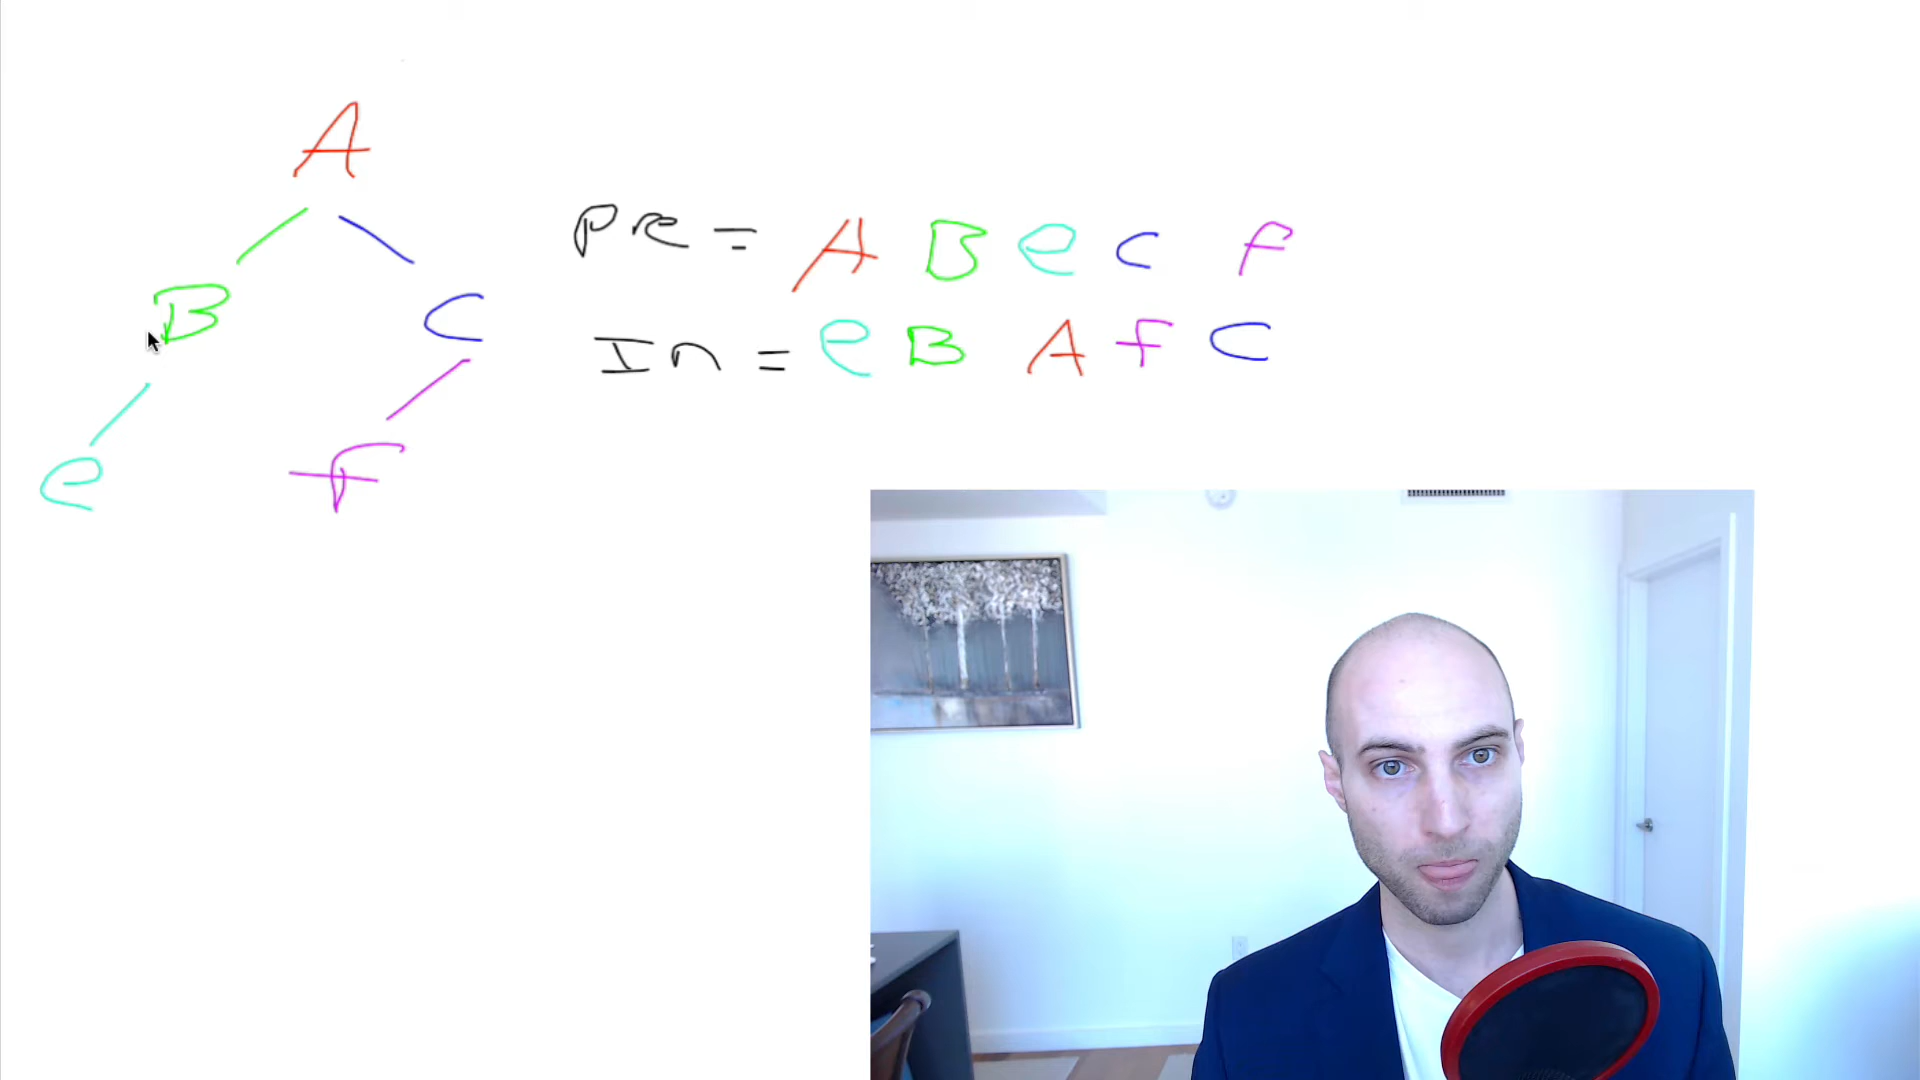 A
B C
e f
Pre = A B e c f
In = e B A f C